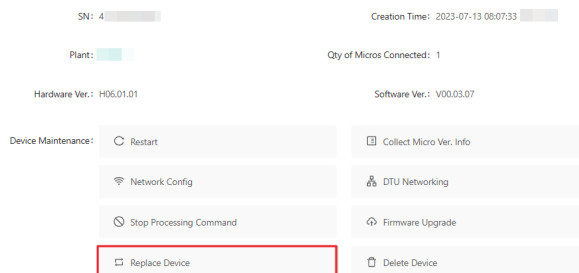 SN: 4
Creation Time: 2023-07-13 08:07:33
Plant:
Qty of Micros Connected: 1
Hardware Ver.: H06.01.01
Software Ver.: V00.03.07
Device Maintenance:
Restart
Collect Micro Ver. Info
Network Config
DTU Networking
Stop Processing Command
Firmware Upgrade
Replace Device
Delete Device